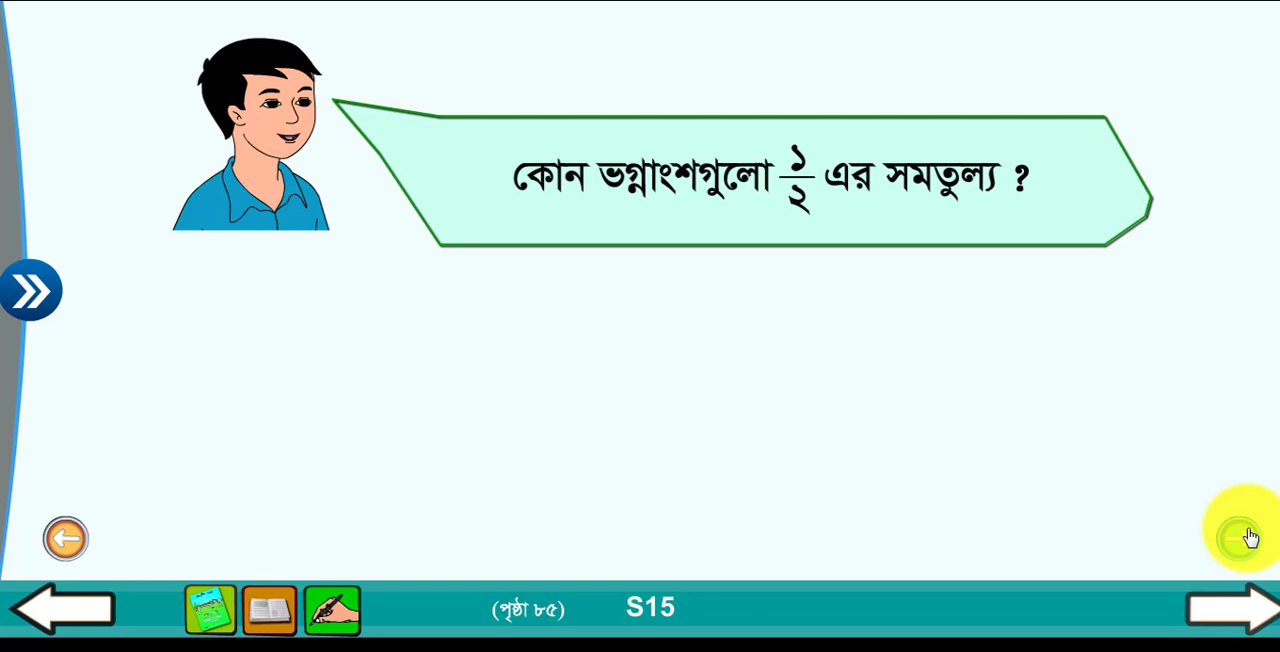 কোন ভগ্নাংশগুলো ১/২ এর সমতুল্য ?
(পৃষ্ঠা ৮৫) S15